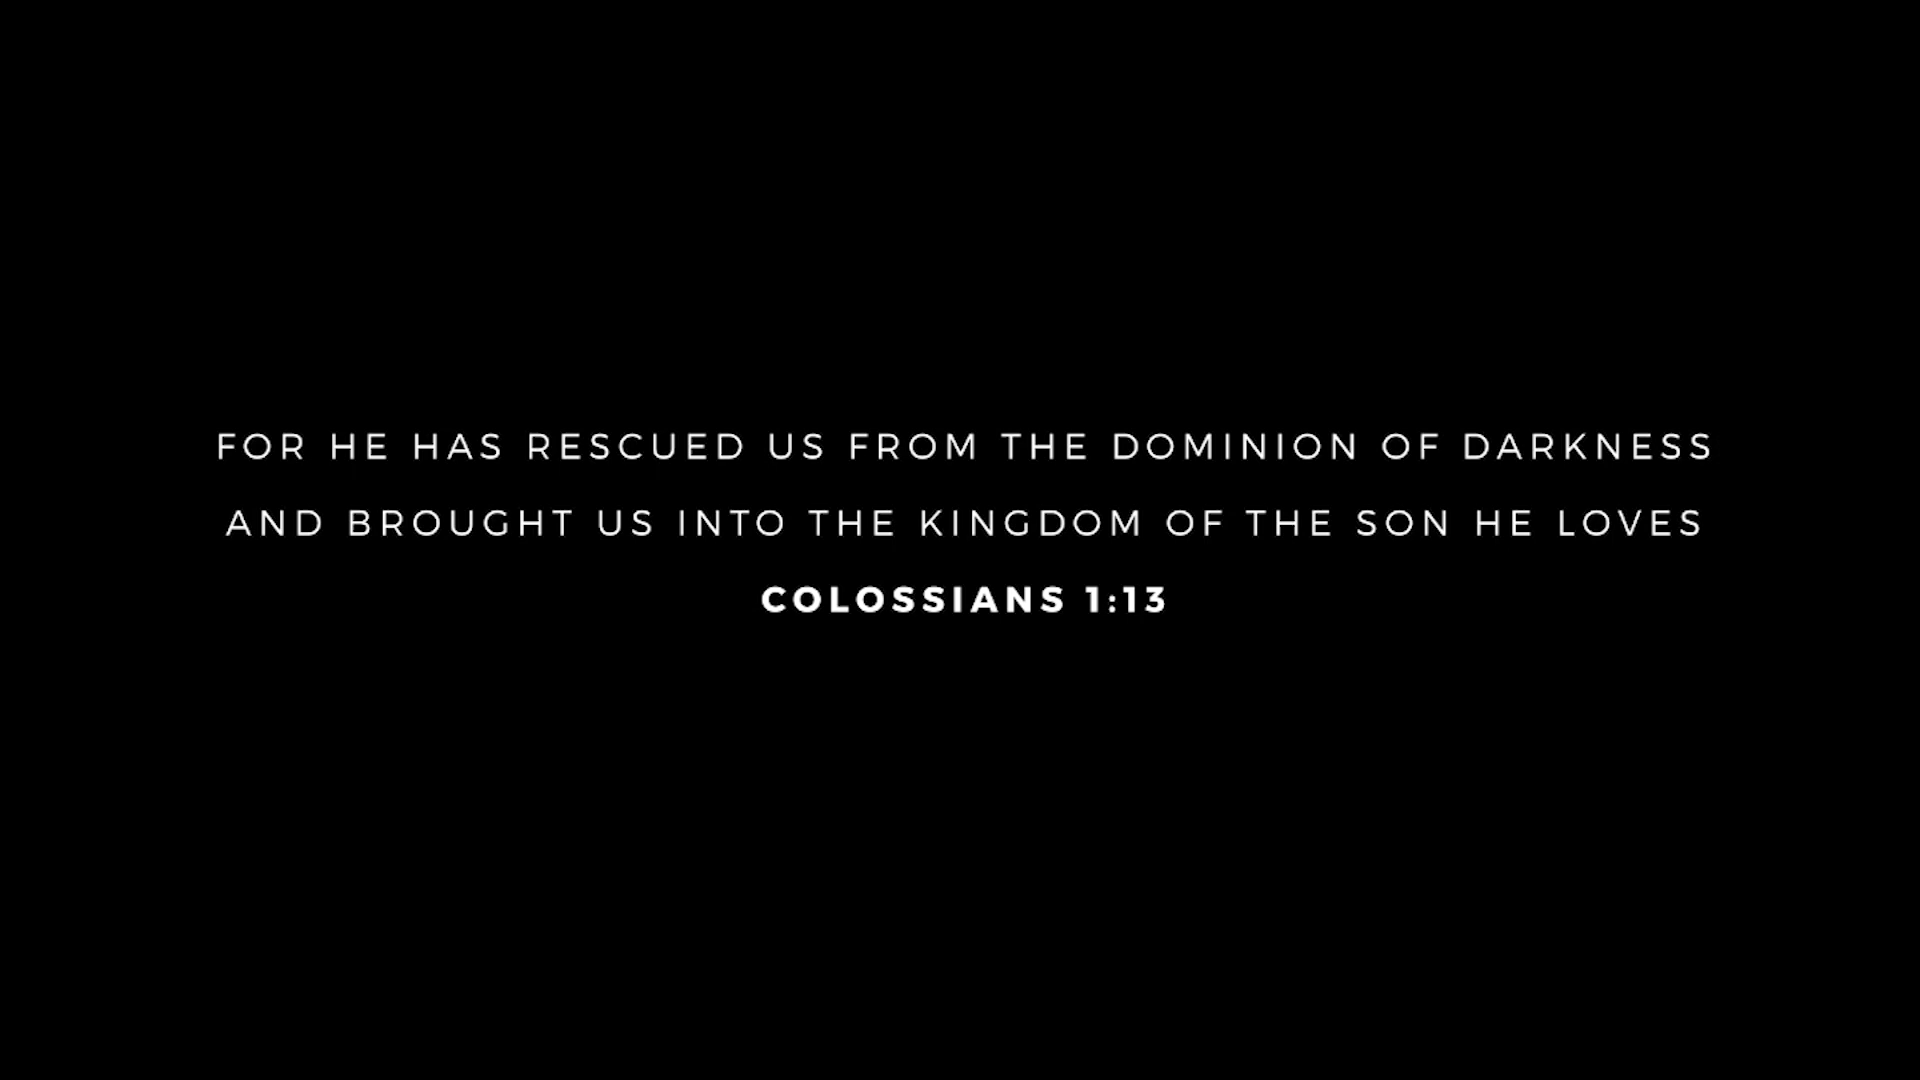 FOR HE HAS RESCUED US FROM THE DOMINION OF DARKNESS
AND BROUGHT US INTO THE KINGDOM OF THE SON HE LOVES
COLOSSIANS 1:13